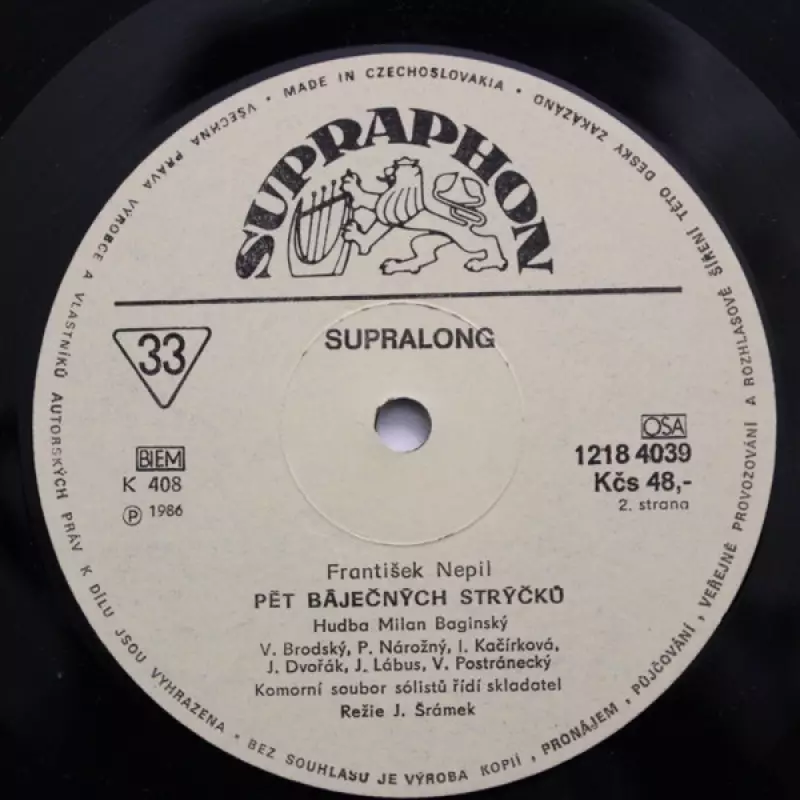 • MADE IN CZECHOSLOVAKIA •
VŠECHNA PRÁVA VÝROBCE A VLASTNÍKŮ AUTORSKÝCH PRÁV K DÍLU JSOU VYHRAZENA • BEZ SOUHLASU JE VÝROBA KOPIÍ, PRONÁJEM, PŮJČOVÁNÍ, VEŘEJNÉ PROVOZOVÁNÍ A ROZHLASOVÉ ŠÍŘENÍ TÉTO DESKY ZAKÁZÁNO
SUPRAPHON
33
SUPRALONG
BIEM
K 408
Ⓟ 1986
OSA
1218 4039
Kčs 48,-
2. strana
František Nepil
PĚT BÁJEČNÝCH STRÝČKŮ
Hudba Milan Baginský
V. Brodský, P. Nárožný, I. Kačírková,
J. Dvořák, J. Lábus, V. Postránecký
Komorní soubor sólistů řídí skladatel
Režie J. Šrámek